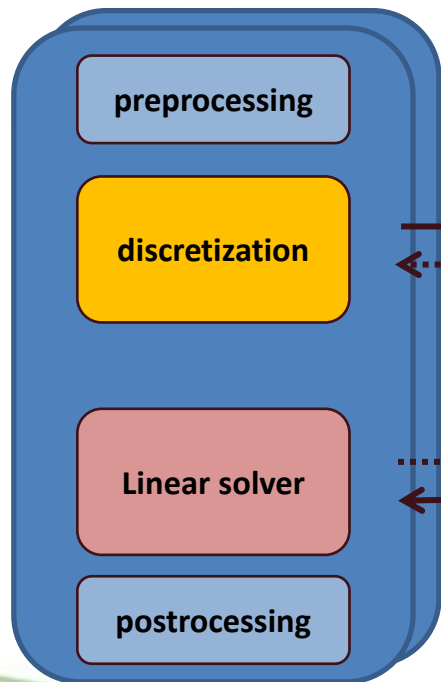 preprocessing
discretization
Linear solver
postrocessing